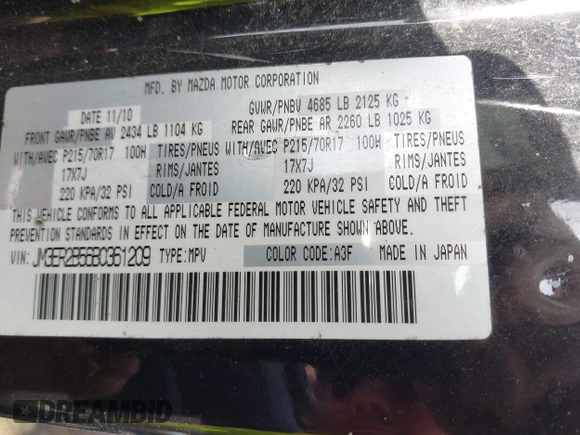 MFD. BY MAZDA MOTOR CORPORATION
DATE 11/10 GVWR/PNBV 4685 LB 2125 KG
FRONT GAWR/PNBE AV 2434 LB 1104 KG REAR GAWR/PNBE AR 2260 LB 1025 KG
WITH/AVEC P215/70R17 100H TIRES/PNEUS WITH/AVEC P215/70R17 100H TIRES/PNEUS
17X7J RIMS/JANTES 17X7J RIMS/JANTES
220 KPA/32 PSI COLD/A FROID 220 KPA/32 PSI COLD/A FROID
THIS VEHICLE CONFORMS TO ALL APPLICABLE FEDERAL MOTOR VEHICLE SAFETY AND THEFT
PREVENTION STANDARDS IN EFFECT ON THE DATE OF MANUFACTURE SHOWN ABOVE.
VIN: JM3ER2B56B0361209 TYPE: MPV COLOR CODE: A3F MADE IN JAPAN
DREAMBID